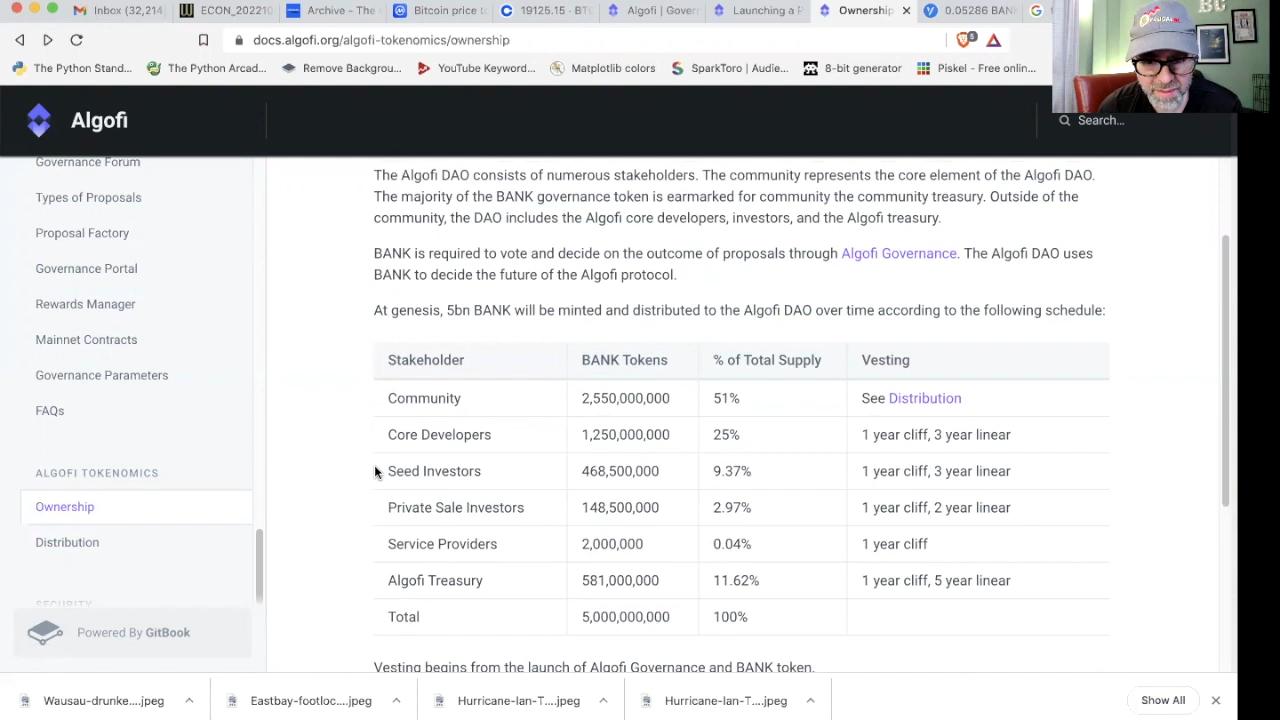 Inbox (32,214
ECON_202210
Archive – The
Bitcoin price to
19125.15 - BT
Algofi | Govern
Launching a P
Ownership
0.05286 BANK
docs.algofi.org/algofi-tokenomics/ownership
5
The Python Stand...
The Python Arcad...
Remove Backgrou...
YouTube Keyword...
Matplotlib colors
SparkToro | Audie...
8-bit generator
Piskel - Free onlin...
Algofi
Search...
Governance Forum
Types of Proposals
Proposal Factory
Governance Portal
Rewards Manager
Mainnet Contracts
Governance Parameters
FAQs
ALGOFI TOKENOMICS
Ownership
Distribution
SECURITY
Powered By GitBook
The Algofi DAO consists of numerous stakeholders. The community represents the core element of the Algofi DAO.
The majority of the BANK governance token is earmarked for community the community treasury. Outside of the
community, the DAO includes the Algofi core developers, investors, and the Algofi treasury.
BANK is required to vote and decide on the outcome of proposals through Algofi Governance. The Algofi DAO uses
BANK to decide the future of the Algofi protocol.
At genesis, 5bn BANK will be minted and distributed to the Algofi DAO over time according to the following schedule:
Stakeholder BANK Tokens % of Total Supply Vesting
Community 2,550,000,000 51% See Distribution
Core Developers 1,250,000,000 25% 1 year cliff, 3 year linear
Seed Investors 468,500,000 9.37% 1 year cliff, 3 year linear
Private Sale Investors 148,500,000 2.97% 1 year cliff, 2 year linear
Service Providers 2,000,000 0.04% 1 year cliff
Algofi Treasury 581,000,000 11.62% 1 year cliff, 5 year linear
Total 5,000,000,000 100%
Vesting begins from the launch of Algofi Governance and BANK token.
Wausau-drunke....jpeg
Eastbay-footloc....jpeg
Hurricane-Ian-T....jpeg
Hurricane-Ian-T....jpeg
Show All